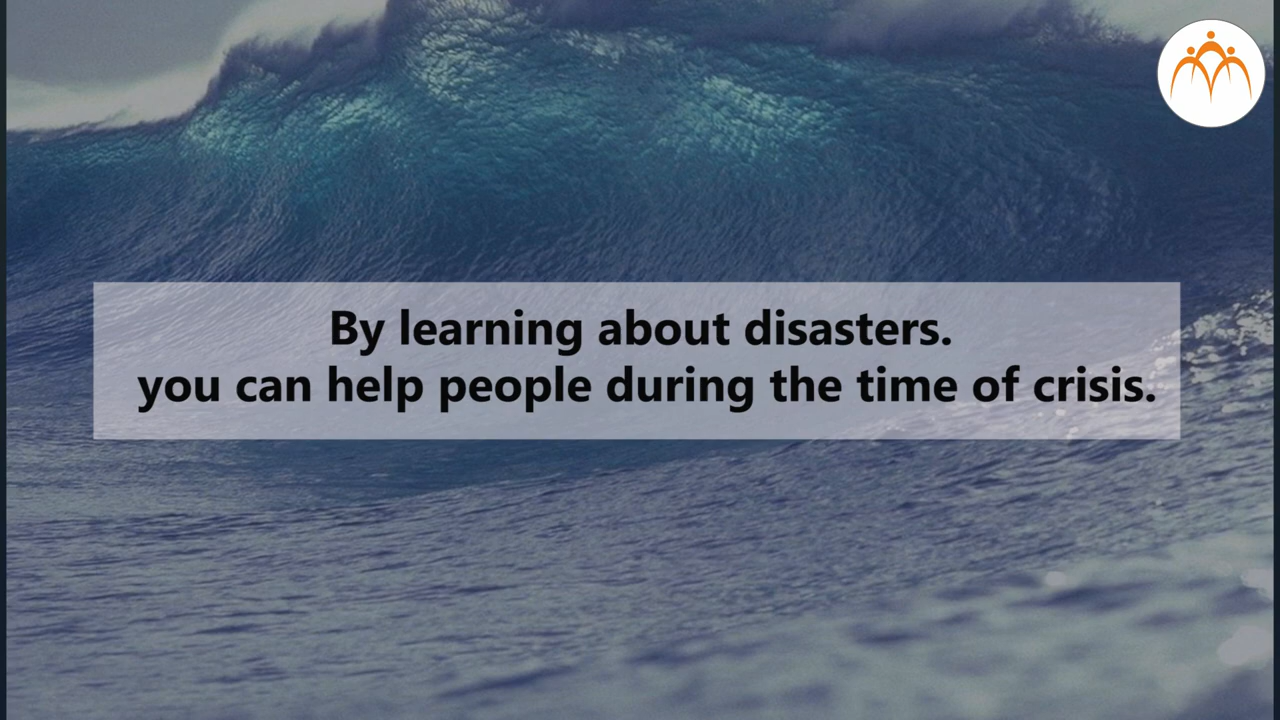 By learning about disasters.
you can help people during the time of crisis.